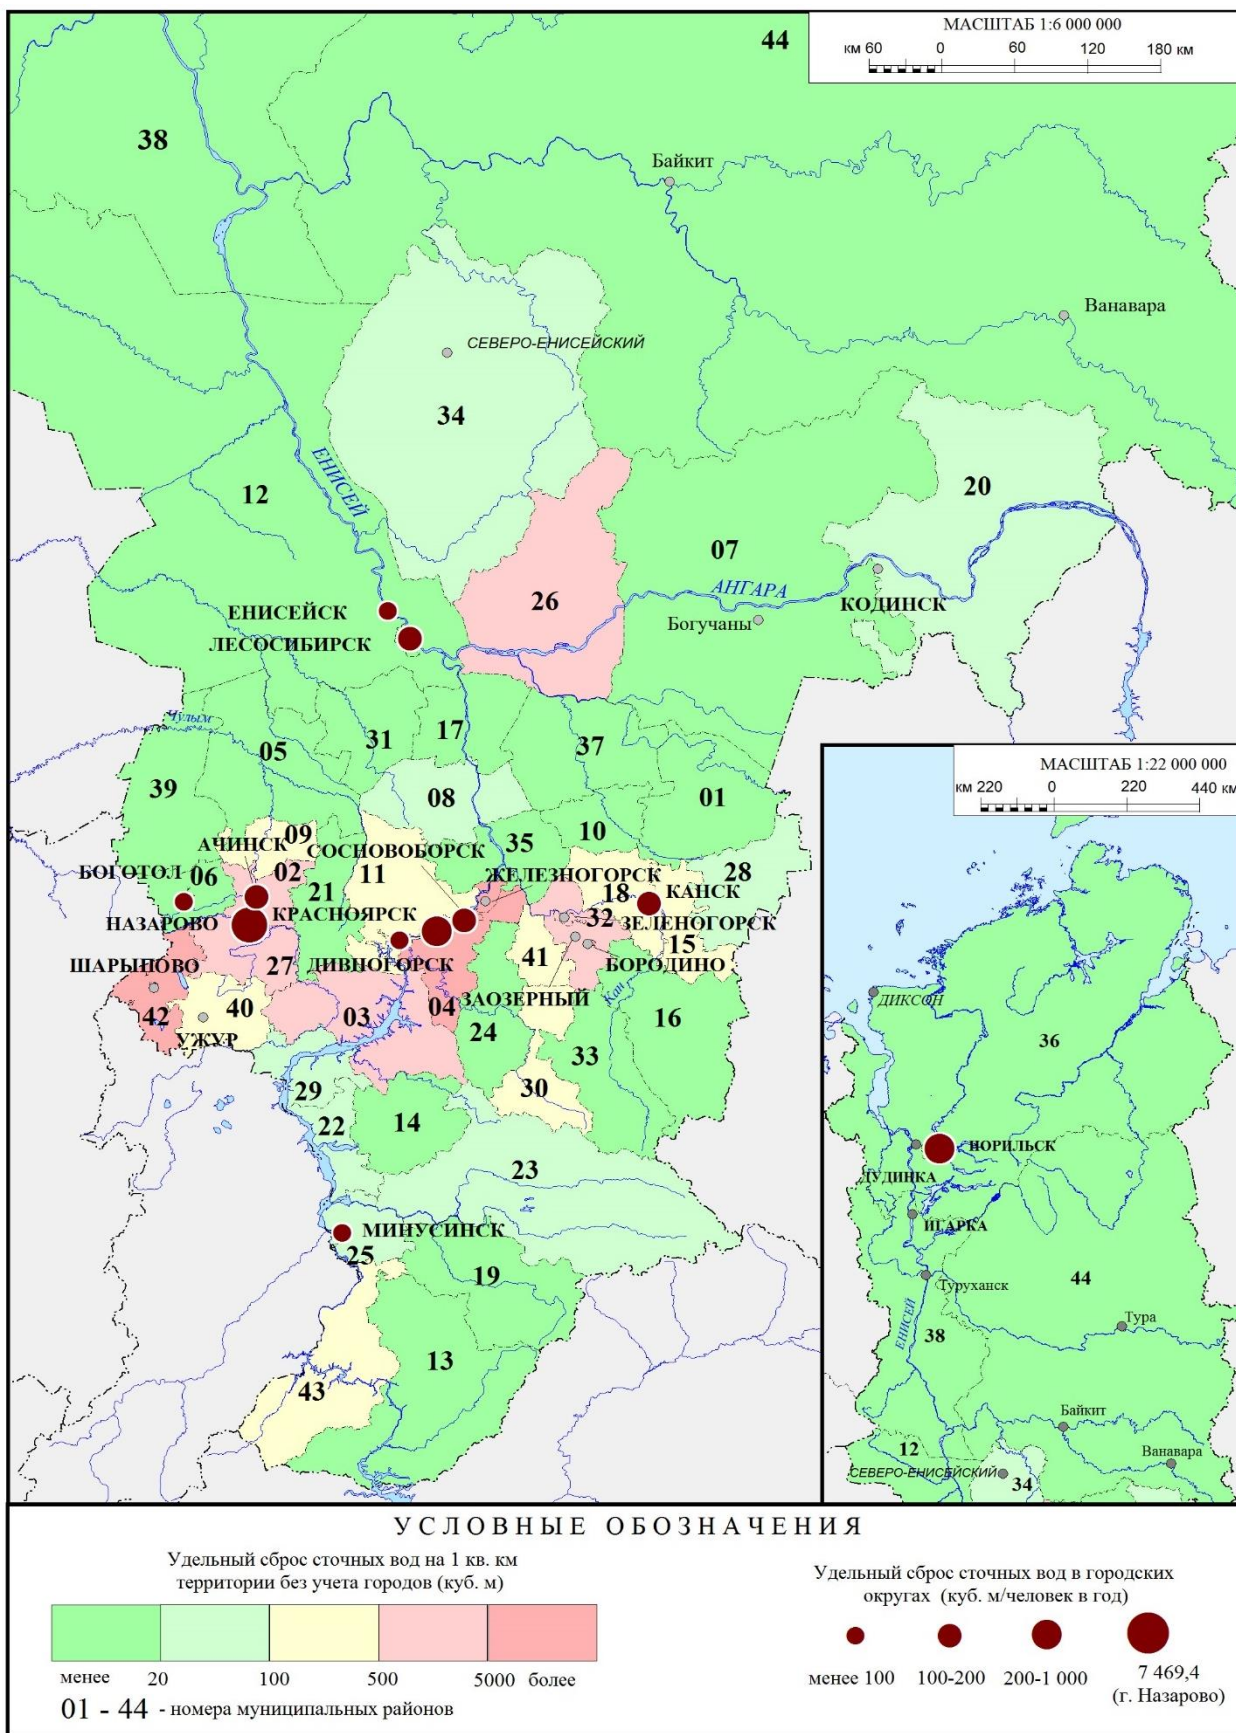 МАСШТАБ 1:6 000 000
км 60 0 60 120 180 км
44
38
Байкит
Ванавара
СЕВЕРО-ЕНИСЕЙСКИЙ
34
ЕНИСЕЙ
12
20
07
26
АНГАРА
КОДИНСК
Богучаны
ЕНИСЕЙСК
ЛЕСОСИБИРСК
Чулым
05
31
17
37
39
08
01
09
АЧИНСК
СОСНОВОБОРСК
35
10
28
БОГОТОЛ
06
02
21
11
ЖЕЛЕЗНОГОРСК
18
КАНСК
НАЗАРОВО
КРАСНОЯРСК
32
ЗЕЛЕНОГОРСК
15
ШАРЫПОВО
27
ДИВНОГОРСК
41
БОРОДИНО
ЗАОЗЕРНЫЙ
Кан
42
40
УЖУР
03
04
24
16
33
29
30
22
14
23
МИНУСИНСК
25
19
13
43
МАСШТАБ 1:22 000 000
км 220 0 220 440 км
ДИКСОН
36
НОРИЛЬСК
ДУДИНКА
ИГАРКА
Туруханск
44
ЕНИСЕЙ
38
Тура
Байкит
12
Ванавара
СЕВЕРО-ЕНИСЕЙСКИЙ
34
УСЛОВНЫЕ ОБОЗНАЧЕНИЯ
Удельный сброс сточных вод на 1 кв. км
территории без учета городов (куб. м)
менее 20 100 500 5000 более
01 - 44 - номера муниципальных районов
Удельный сброс сточных вод в городских
округах (куб. м/человек в год)
менее 100 100-200 200-1 000 7 469,4
(г. Назарово)